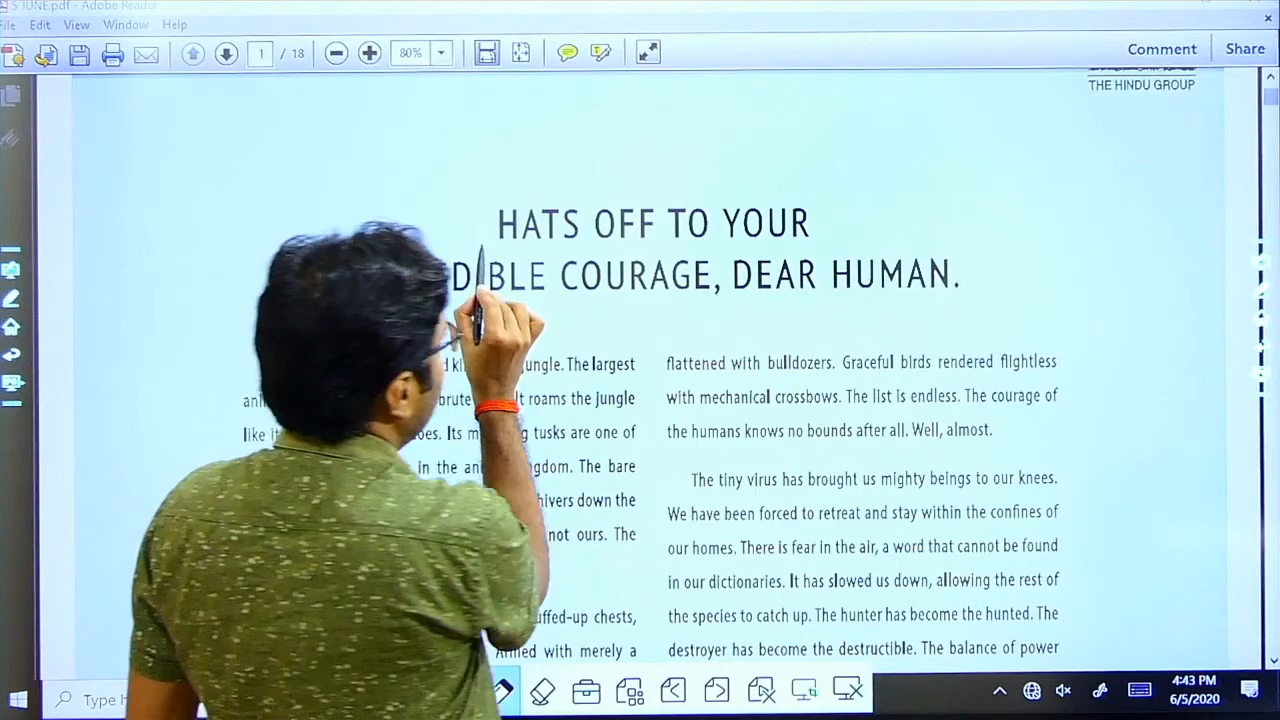 5 JUNE.pdf - Adobe Reader
File Edit View Window Help
1 / 18 80% Comment Share
THE HINDU GROUP
HATS OFF TO YOUR
DIBLE COURAGE, DEAR HUMAN.
jungle. The largest
brute It roams the jungle
like Its tusks are one of
in the The bare
shivers down the
not ours. The
puffed-up chests,
Armed with merely a
flattened with bulldozers. Graceful birds rendered flightless
with mechanical crossbows. The list is endless. The courage of
the humans knows no bounds after all. Well, almost.
The tiny virus has brought us mighty beings to our knees.
We have been forced to retreat and stay within the confines of
our homes. There is fear in the air, a word that cannot be found
in our dictionaries. It has slowed us down, allowing the rest of
the species to catch up. The hunter has become the hunted. The
destroyer has become the destructible. The balance of power
Type h
4:43 PM
6/5/2020